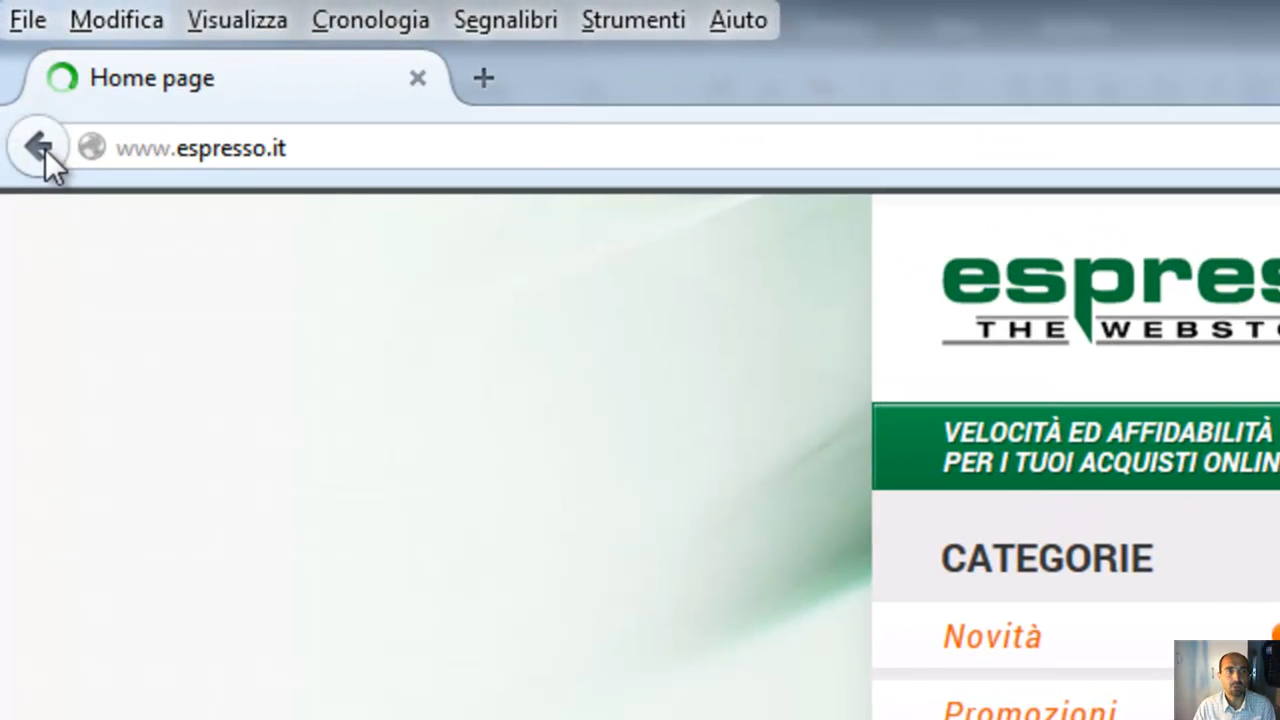 File Modifica Visualizza Cronologia Segnalibri Strumenti Aiuto
Home page
www.espresso.it
espres
THE WEBSTO
VELOCITÀ ED AFFIDABILITÀ
PER I TUOI ACQUISTI ONLIN
CATEGORIE
Novità
Promozioni